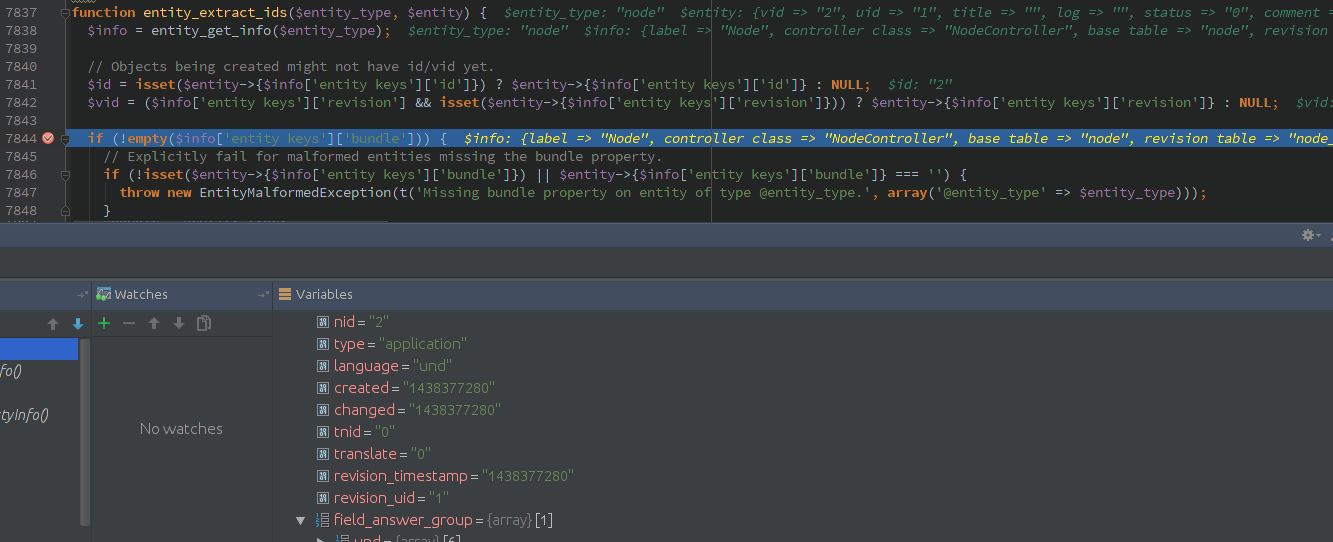 7837 function entity_extract_ids($entity_type, $entity) { $entity_type: "node" $entity: {vid => "2", uid => "1", title => "", log => "", status => "0", comment =
7838 $info = entity_get_info($entity_type); $entity_type: "node" $info: {label => "Node", controller class => "NodeController", base table => "node", revision
7839
7840 // Objects being created might not have id/vid yet.
7841 $id = isset($entity->{$info['entity keys']['id']}) ? $entity->{$info['entity keys']['id']} : NULL; $id: "2"
7842 $vid = ($info['entity keys']['revision'] && isset($entity->{$info['entity keys']['revision']})) ? $entity->{$info['entity keys']['revision']} : NULL; $vid:
7843
7844 if (!empty($info['entity keys']['bundle'])) { $info: {label => "Node", controller class => "NodeController", base table => "node", revision table => "node_
7845 // Explicitly fail for malformed entities missing the bundle property.
7846 if (!isset($entity->{$info['entity keys']['bundle']}) || $entity->{$info['entity keys']['bundle']} === '') {
7847 throw new EntityMalformedException(t('Missing bundle property on entity of type @entity_type.', array('@entity_type' => $entity_type)));
7848 }
Watches
Variables
fo()
tyInfo()
No watches
nid = "2"
type = "application"
language = "und"
created = "1438377280"
changed = "1438377280"
tnid = "0"
translate = "0"
revision_timestamp = "1438377280"
revision_uid = "1"
field_answer_group = {array} [1]
und = {array} [6]